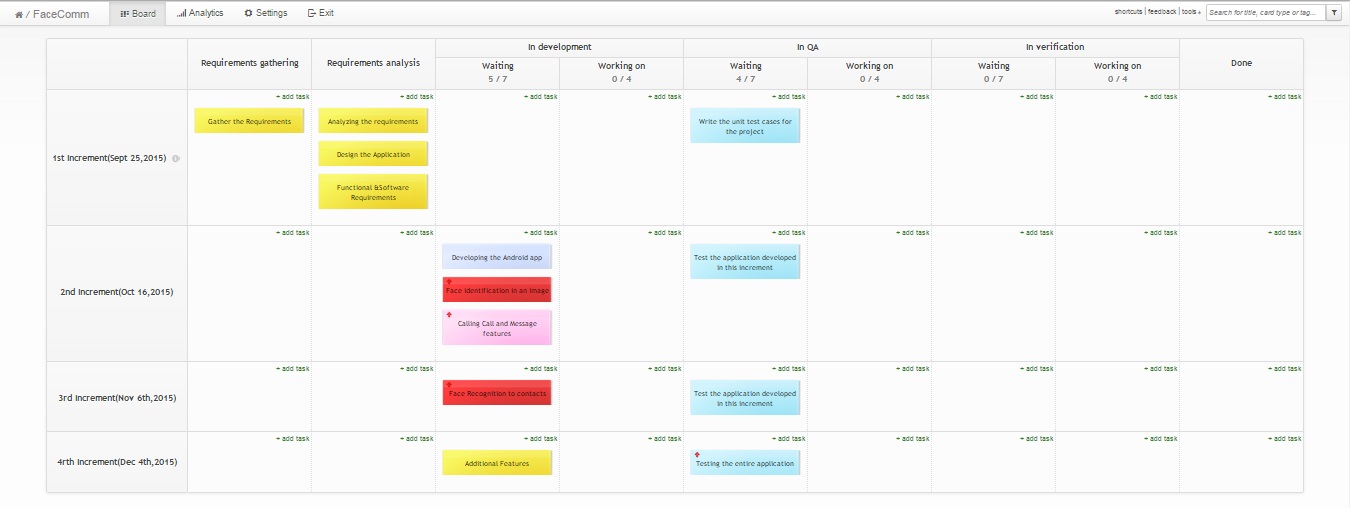 / FaceComm Board Analytics Settings Exit shortcuts | feedback | tools + Search for title, card type or tag...
Requirements gathering Requirements analysis In development In QA In verification Done
Waiting Working on Waiting Working on Waiting Working on
5 / 7 0 / 4 4 / 7 0 / 4 0 / 7 0 / 4
+ add task + add task + add task + add task + add task + add task + add task + add task + add task
1st Increment(Sept 25,2015)
Gather the Requirements
Analyzing the requirements
Design the Application
Functional &Software
Requirements
Write the unit test cases for
the project
+ add task + add task + add task + add task + add task + add task + add task + add task + add task
2nd Increment(Oct 16,2015)
Developing the Android app
Face Identification in an Image
Calling Call and Message
features
Test the application developed
in this increment
+ add task + add task + add task + add task + add task + add task + add task + add task + add task
3rd Increment(Nov 6th,2015)
Face Recognition to contacts
Test the application developed
in this increment
+ add task + add task + add task + add task + add task + add task + add task + add task + add task
4rth Increment(Dec 4th,2015)
Additional Features
Testing the entire application